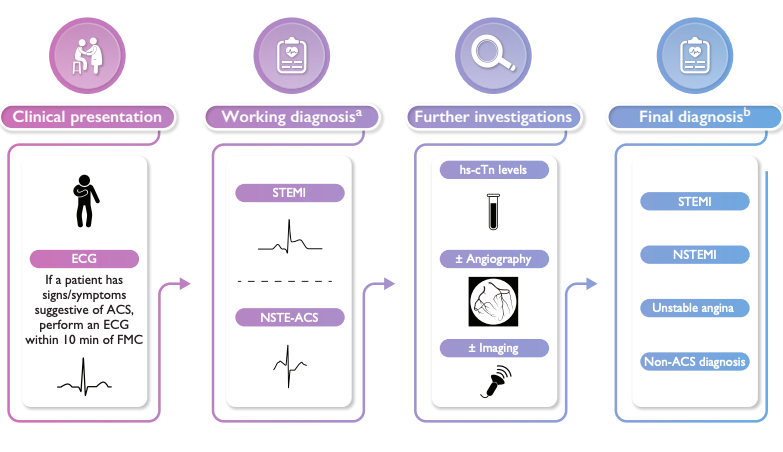 Clinical presentation
Working diagnosisᵃ
Further investigations
Final diagnosisᵇ
ECG
If a patient has
signs/symptoms
suggestive of ACS,
perform an ECG
within 10 min of FMC
STEMI
NSTE-ACS
hs-cTn levels
± Angiography
± Imaging
STEMI
NSTEMI
Unstable angina
Non-ACS diagnosis